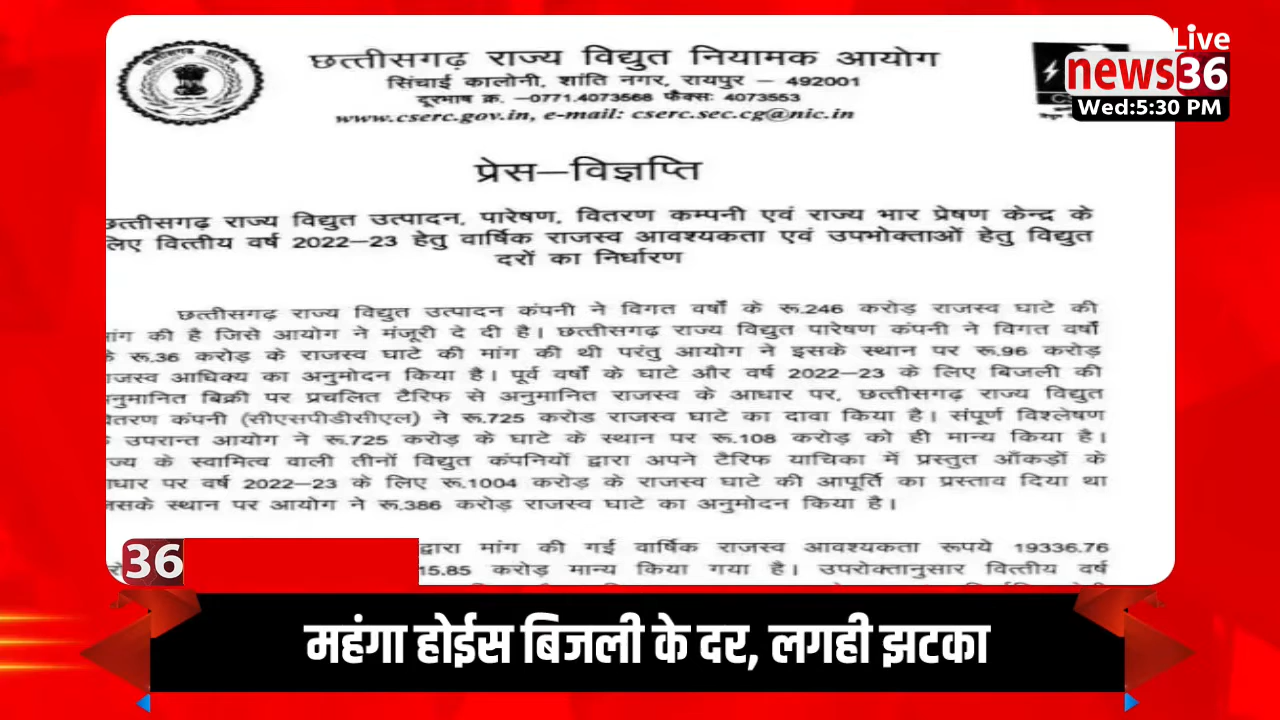 छत्तीसगढ़ राज्य विद्युत नियामक आयोग
सिंचाई कालोनी, शांति नगर, रायपुर – 492001
दूरभाष क्र. –0771.4073568 फैक्सः 4073553
www.cserc.gov.in, e-mail: cserc.sec.cg@nic.in
Live
news36
Wed:5:30 PM
प्रेस–विज्ञप्ति
छत्तीसगढ़ राज्य विद्युत उत्पादन, पारेषण, वितरण कम्पनी एवं राज्य भार प्रेषण केन्द्र के
लिए वित्तीय वर्ष 2022–23 हेतु वार्षिक राजस्व आवश्यकता एवं उपभोक्ताओं हेतु विद्युत
दरों का निर्धारण
छत्तीसगढ़ राज्य विद्युत उत्पादन कंपनी ने विगत वर्षों के रू.246 करोड़ राजस्व घाटे की
मांग की है जिसे आयोग ने मंजूरी दे दी है। छत्तीसगढ़ राज्य विद्युत पारेषण कंपनी ने विगत वर्षों
के रू.36 करोड़ के राजस्व घाटे की मांग की थी परंतु आयोग ने इसके स्थान पर रू.96 करोड़
राजस्व आधिक्य का अनुमोदन किया है। पूर्व वर्षों के घाटे और वर्ष 2022–23 के लिए बिजली की
अनुमानित बिक्री पर प्रचलित टैरिफ से अनुमानित राजस्व के आधार पर, छत्तीसगढ़ राज्य विद्युत
वितरण कंपनी (सीएसपीडीसीएल) ने रू.725 करोड़ राजस्व घाटे का दावा किया है। संपूर्ण विश्लेषण
के उपरान्त आयोग ने रू.725 करोड़ के घाटे के स्थान पर रू.108 करोड़ को ही मान्य किया है।
राज्य के स्वामित्व वाली तीनों विद्युत कंपनियों द्वारा अपने टैरिफ याचिका में प्रस्तुत आँकड़ों के
आधार पर वर्ष 2022–23 के लिए रू.1004 करोड़ के राजस्व घाटे की आपूर्ति का प्रस्ताव दिया था
जिसके स्थान पर आयोग ने रू.386 करोड़ राजस्व घाटे का अनुमोदन किया है।
द्वारा मांग की गई वार्षिक राजस्व आवश्यकता रूपये 19336.76
15.85 करोड़ मान्य किया गया है। उपरोक्तानुसार वित्तीय वर्ष
36
महंगा होईस बिजली के दर, लगही झटका